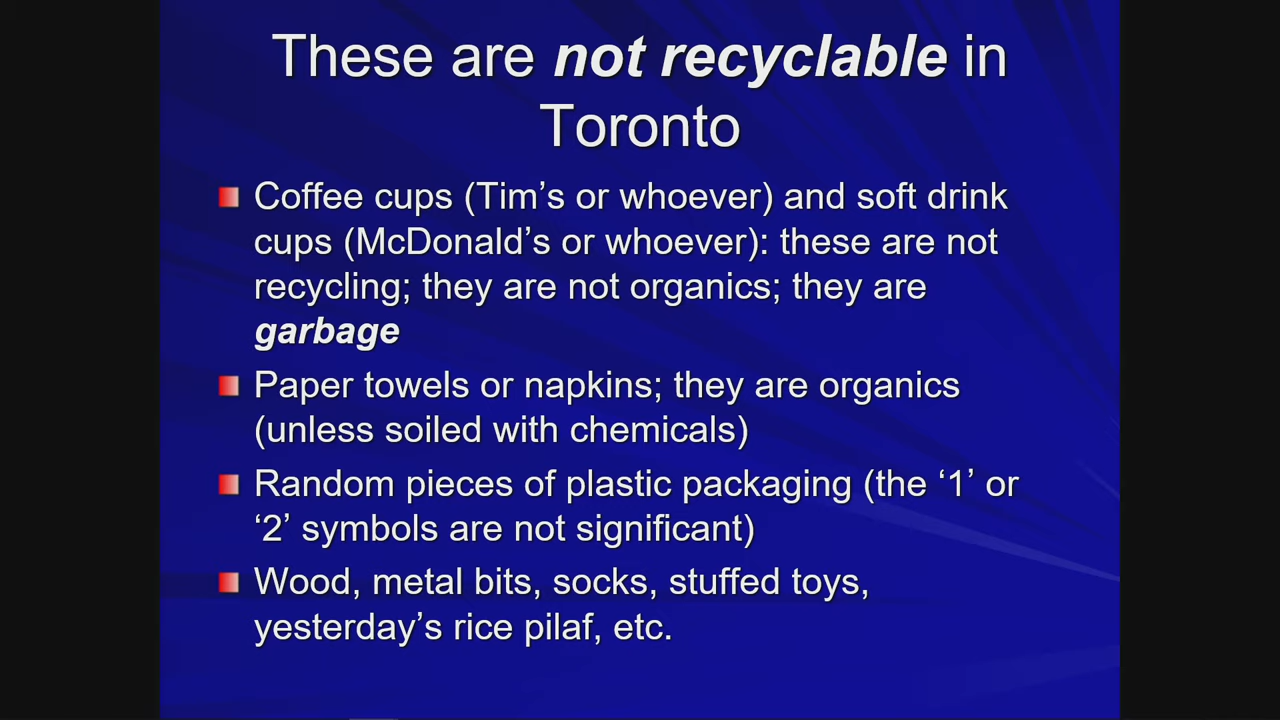 These are not recyclable in
Toronto
Coffee cups (Tim’s or whoever) and soft drink
cups (McDonald’s or whoever): these are not
recycling; they are not organics; they are
garbage
Paper towels or napkins; they are organics
(unless soiled with chemicals)
Random pieces of plastic packaging (the ‘1’ or
‘2’ symbols are not significant)
Wood, metal bits, socks, stuffed toys,
yesterday’s rice pilaf, etc.